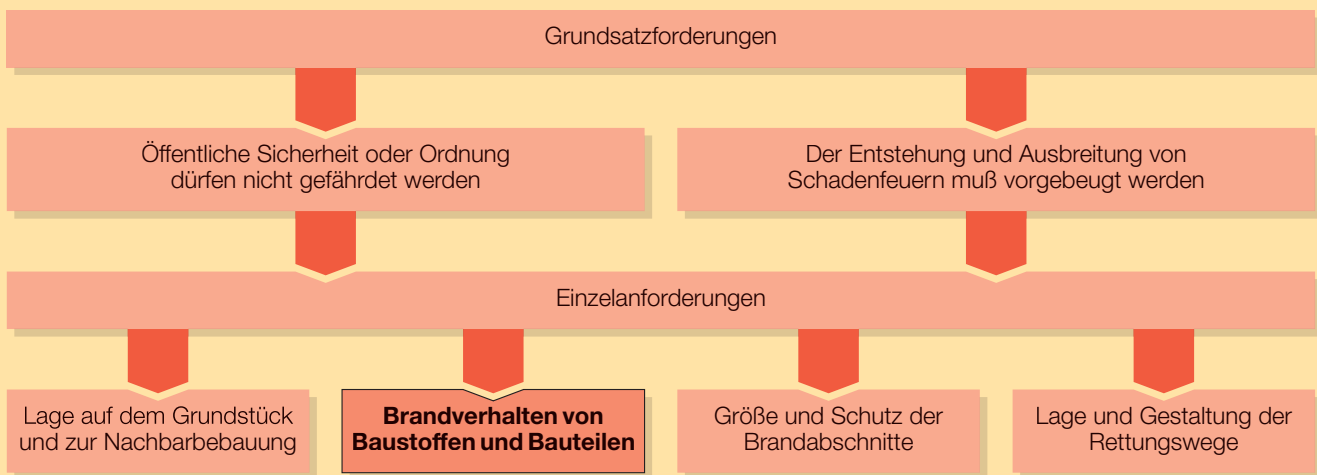 Grundsatzforderungen
Öffentliche Sicherheit oder Ordnung
dürfen nicht gefährdet werden
Der Entstehung und Ausbreitung von
Schadenfeuern muß vorgebeugt werden
Einzelanforderungen
Lage auf dem Grundstück
und zur Nachbarbebauung
Brandverhalten von
Baustoffen und Bauteilen
Größe und Schutz der
Brandabschnitte
Lage und Gestaltung der
Rettungswege